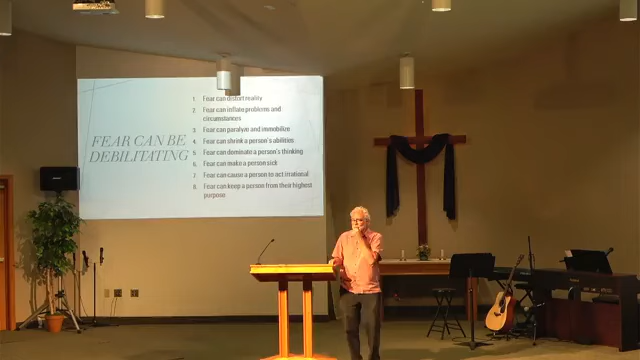 FEAR CAN BE
DEBILITATING
1. Fear can distort reality
2. Fear can inflate problems and
circumstances
3. Fear can paralyze and immobilize
4. Fear can shrink a person's abilities
5. Fear can dominate a person's thinking
6. Fear can make a person sick
7. Fear can cause a person to act irrational
8. Fear can keep a person from their highest
purpose